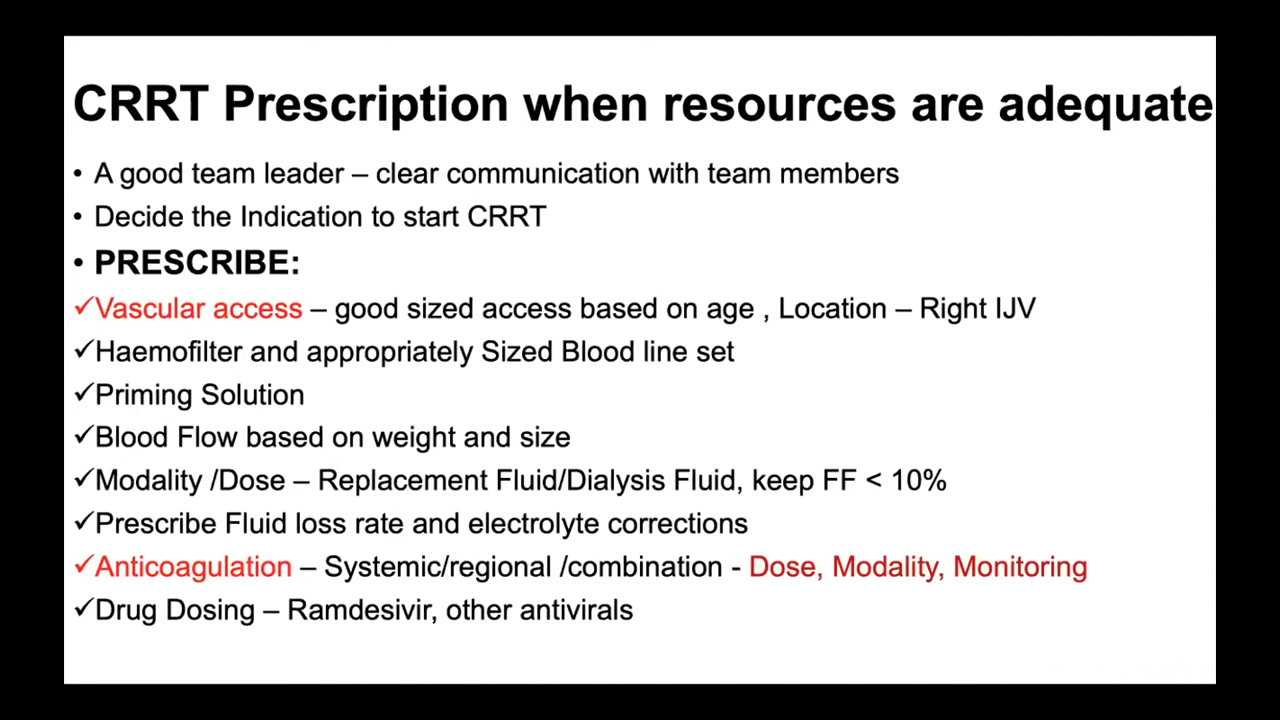 CRRT Prescription when resources are adequate
• A good team leader – clear communication with team members
• Decide the Indication to start CRRT
• PRESCRIBE:
✓Vascular access – good sized access based on age , Location – Right IJV
✓Haemofilter and appropriately Sized Blood line set
✓Priming Solution
✓Blood Flow based on weight and size
✓Modality /Dose – Replacement Fluid/Dialysis Fluid, keep FF < 10%
✓Prescribe Fluid loss rate and electrolyte corrections
✓Anticoagulation – Systemic/regional /combination - Dose, Modality, Monitoring
✓Drug Dosing – Ramdesivir, other antivirals